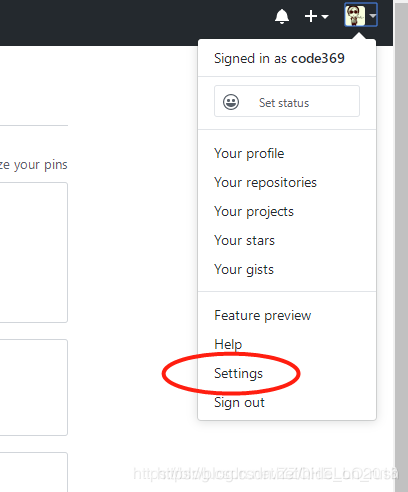 Signed in as code369
Set status
ze your pins
Your profile
Your repositories
Your projects
Your stars
Your gists
Feature preview
Help
Settings
Sign out